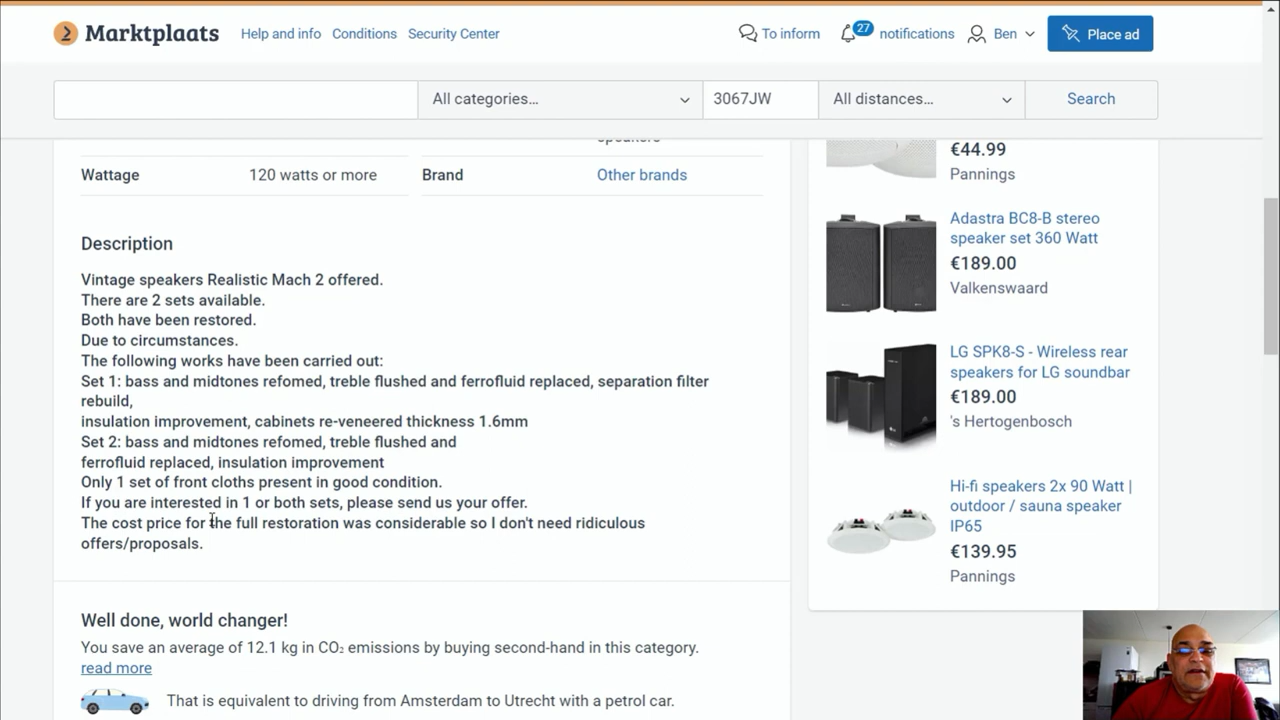 Marktplaats
Help and info
Conditions
Security Center
To inform
27
notifications
Ben
Place ad
All categories...
3067JW
All distances...
Search
speakers
Wattage
120 watts or more
Brand
Other brands
Description
Vintage speakers Realistic Mach 2 offered.
There are 2 sets available.
Both have been restored.
Due to circumstances.
The following works have been carried out:
Set 1: bass and midtones refomed, treble flushed and ferrofluid replaced, separation filter
rebuild,
insulation improvement, cabinets re-veneered thickness 1.6mm
Set 2: bass and midtones refomed, treble flushed and
ferrofluid replaced, insulation improvement
Only 1 set of front cloths present in good condition.
If you are interested in 1 or both sets, please send us your offer.
The cost price for the full restoration was considerable so I don't need ridiculous
offers/proposals.
Well done, world changer!
You save an average of 12.1 kg in CO₂ emissions by buying second-hand in this category.
read more
That is equivalent to driving from Amsterdam to Utrecht with a petrol car.
€44.99
Pannings
Adastra BC8-B stereo
speaker set 360 Watt
€189.00
Valkenswaard
LG SPK8-S - Wireless rear
speakers for LG soundbar
€189.00
's Hertogenbosch
Hi-fi speakers 2x 90 Watt |
outdoor / sauna speaker
IP65
€139.95
Pannings